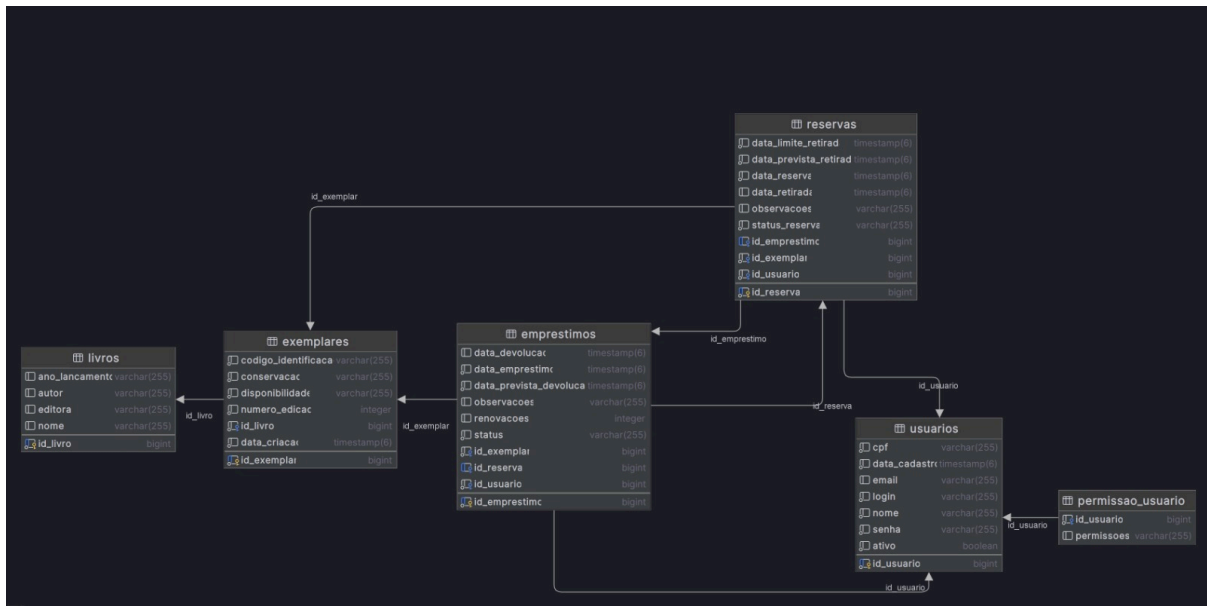 reservas
data_limite_retirad timestamp(6)
data_prevista_retirad timestamp(6)
data_reserva timestamp(6)
data_retirada timestamp(6)
observacoes varchar(255)
status_reserva varchar(255)
id_emprestimo bigint
id_exemplar bigint
id_usuario bigint
id_reserva bigint
id_exemplar
livros
ano_lancamento varchar(255)
autor varchar(255)
editora varchar(255)
nome varchar(255)
id_livro bigint
id_livro
exemplares
codigo_identificaca varchar(255)
conservacao varchar(255)
disponibilidade varchar(255)
numero_edicao integer
id_livro bigint
data_criacao timestamp(6)
id_exemplar bigint
id_exemplar
emprestimos
data_devolucao timestamp(6)
data_emprestimo timestamp(6)
data_prevista_devoluca timestamp(6)
observacoes varchar(255)
renovacoes integer
status varchar(255)
id_exemplar bigint
id_reserva bigint
id_usuario bigint
id_emprestimo bigint
id_emprestimo
id_reserva
id_usuario
usuarios
cpf varchar(255)
data_cadastro timestamp(6)
email varchar(255)
login varchar(255)
nome varchar(255)
senha varchar(255)
ativo boolean
id_usuario bigint
id_usuario
permissao_usuario
id_usuario bigint
permissoes varchar(255)
id_usuario